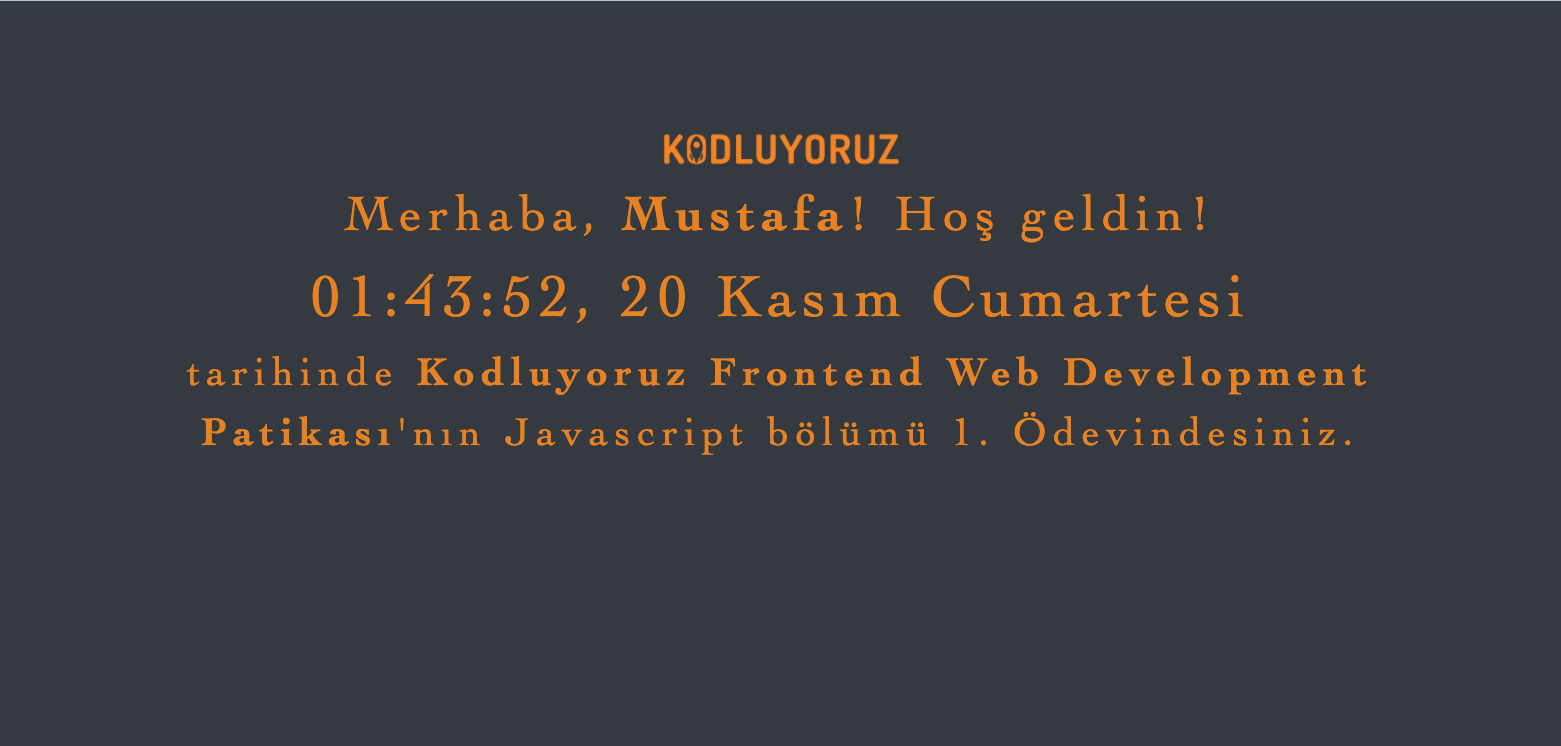 KODLUYORUZ
Merhaba, Mustafa! Hoş geldin!
01:43:52, 20 Kasım Cumartesi
tarihinde Kodluyoruz Frontend Web Development
Patikası'nın Javascript bölümü 1. Ödevindesiniz.